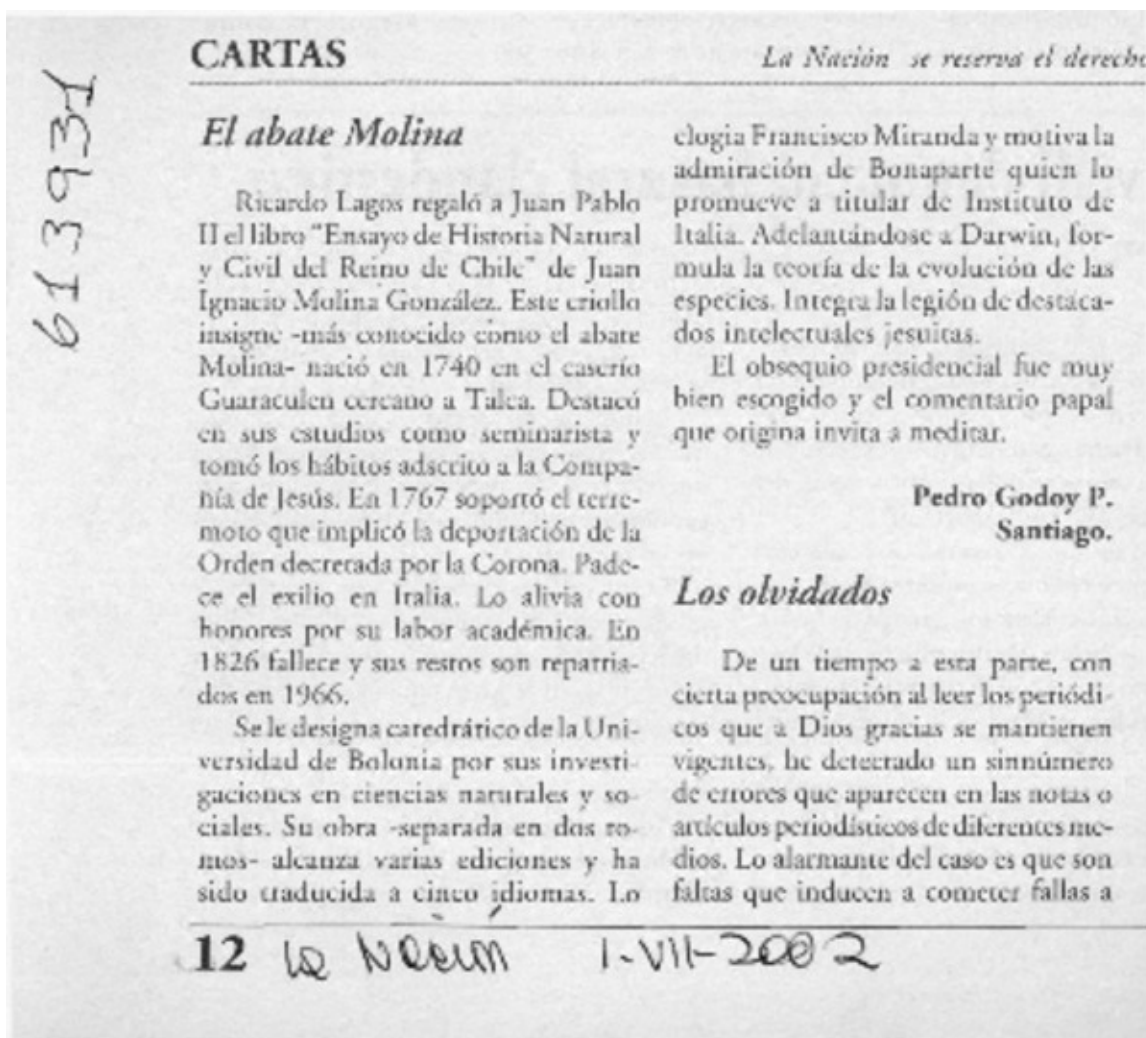 CARTAS
La Nación se reserva el derecho
613931
El abate Molina
Ricardo Lagos regaló a Juan Pablo
II el libro "Ensayo de Historia Natural
y Civil del Reino de Chile" de Juan
Ignacio Molina González. Este criollo
insigne -más conocido como el abate
Molina- nació en 1740 en el caserío
Guaraculen cercano a Talca. Destacó
en sus estudios como seminarista y
tomó los hábitos adscrito a la Compa-
ñía de Jesús. En 1767 soportó el terre-
moto que implicó la deportación de la
Orden decretada por la Corona. Pade-
ce el exilio en Italia. Lo alivia con
honores por su labor académica. En
1826 fallece y sus restos son repatria-
dos en 1966.
Se le designa catedrático de la Uni-
versidad de Bolonia por sus investi-
gaciones en ciencias naturales y so-
ciales. Su obra -separada en dos to-
mos- alcanza varias ediciones y ha
sido traducida a cinco idiomas. Lo
elogia Francisco Miranda y motiva la
admiración de Bonaparte quien lo
promueve a titular de Instituto de
Italia. Adelantándose a Darwin, for-
mula la teoría de la evolución de las
especies. Integra la legión de destaca-
dos intelectuales jesuitas.
El obsequio presidencial fue muy
bien escogido y el comentario papal
que origina invita a meditar.
Pedro Godoy P.
Santiago.
Los olvidados
De un tiempo a esta parte, con
cierta preocupación al leer los periódi-
cos que a Dios gracias se mantienen
vigentes, he detectado un sinnúmero
de errores que aparecen en las notas o
artículos periodísticos de diferentes me-
dios. Lo alarmante del caso es que son
faltas que inducen a cometer fallas a
12 La Nación 1-VII-2002